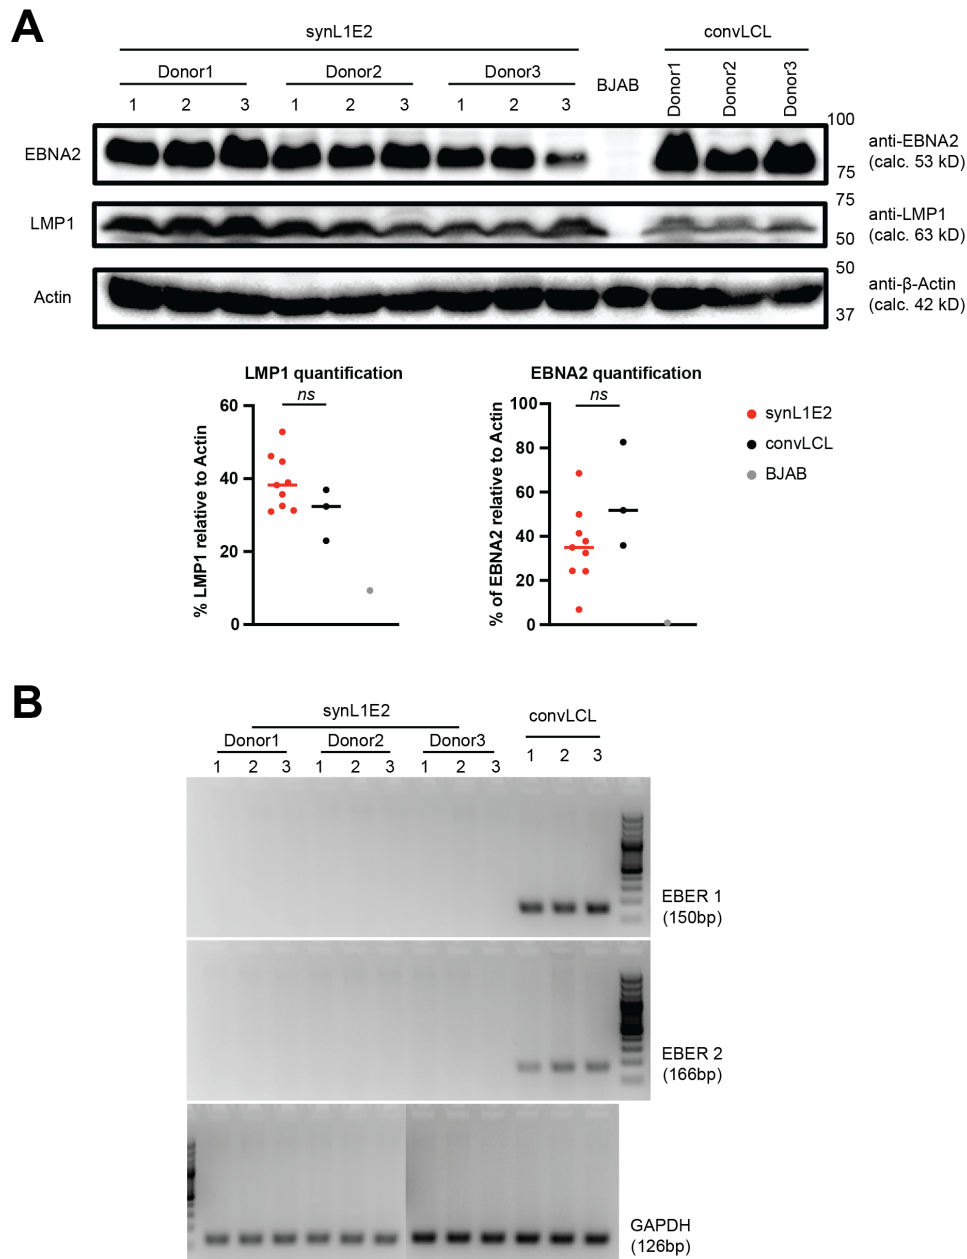 A
synL1E2
convLCL
Donor1
Donor2
Donor3
BJAB
Donor1
Donor2
Donor3
1 2 3 1 2 3 1 2 3
100
EBNA2
anti-EBNA2
(calc. 53 kD)
75
75
LMP1
anti-LMP1
(calc. 63 kD)
50
50
Actin
anti-β-Actin
(calc. 42 kD)
37
LMP1 quantification
ns
% LMP1 relative to Actin
60
40
20
0
EBNA2 quantification
ns
% of EBNA2 relative to Actin
100
80
60
40
20
0
synL1E2
convLCL
BJAB
B
synL1E2
convLCL
Donor1
Donor2
Donor3
1 2 3 1 2 3 1 2 3 1 2 3
EBER 1
(150bp)
EBER 2
(166bp)
GAPDH
(126bp)